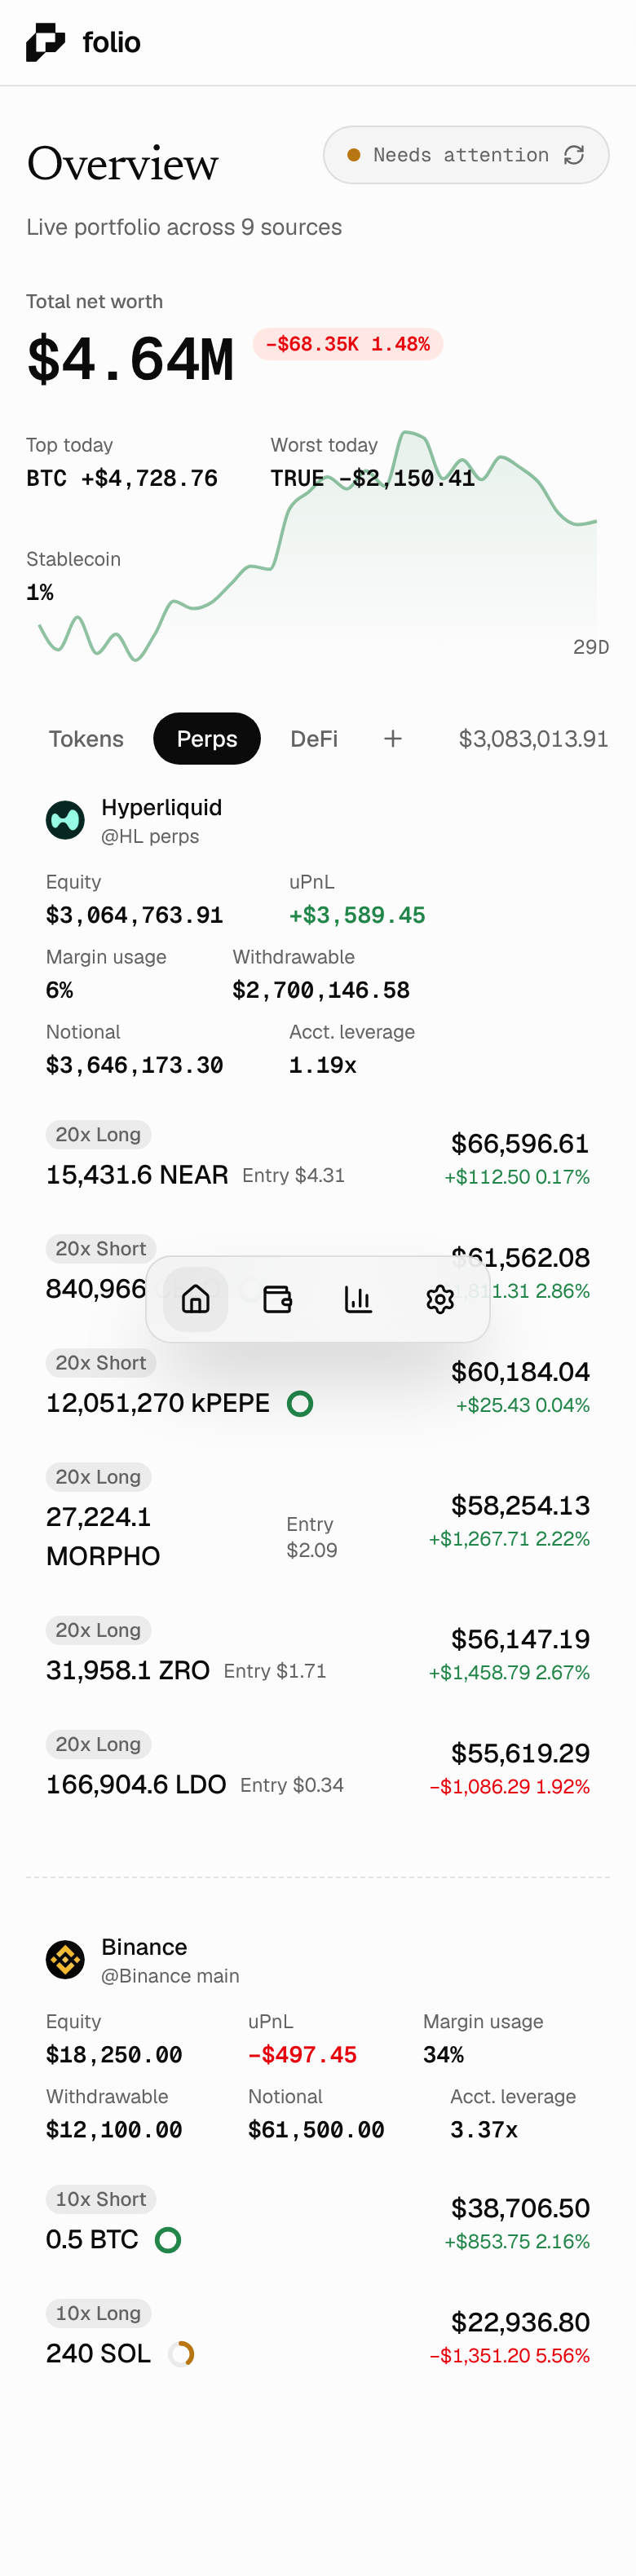 folio
Overview
Needs attention
Live portfolio across 9 sources
Total net worth
$4.64M
−$68.35K 1.48%
Top today
Worst today
BTC +$4,728.76
TRUE −$2,150.41
Stablecoin
1%
29D
Tokens
Perps
DeFi
+
$3,083,013.91
Hyperliquid
@HL perps
Equity
uPnL
$3,064,763.91
+$3,589.45
Margin usage
Withdrawable
6%
$2,700,146.58
Notional
Acct. leverage
$3,646,173.30
1.19x
20x Long
$66,596.61
15,431.6 NEAR
Entry $4.31
+$112.50 0.17%
20x Short
$61,562.08
840,966
2.86%
20x Short
$60,184.04
12,051,270 kPEPE
+$25.43 0.04%
20x Long
27,224.1
MORPHO
Entry
$2.09
$58,254.13
+$1,267.71 2.22%
20x Long
$56,147.19
31,958.1 ZRO
Entry $1.71
+$1,458.79 2.67%
20x Long
$55,619.29
166,904.6 LDO
Entry $0.34
−$1,086.29 1.92%
Binance
@Binance main
Equity
uPnL
Margin usage
$18,250.00
−$497.45
34%
Withdrawable
Notional
Acct. leverage
$12,100.00
$61,500.00
3.37x
10x Short
$38,706.50
0.5 BTC
+$853.75 2.16%
10x Long
$22,936.80
240 SOL
−$1,351.20 5.56%